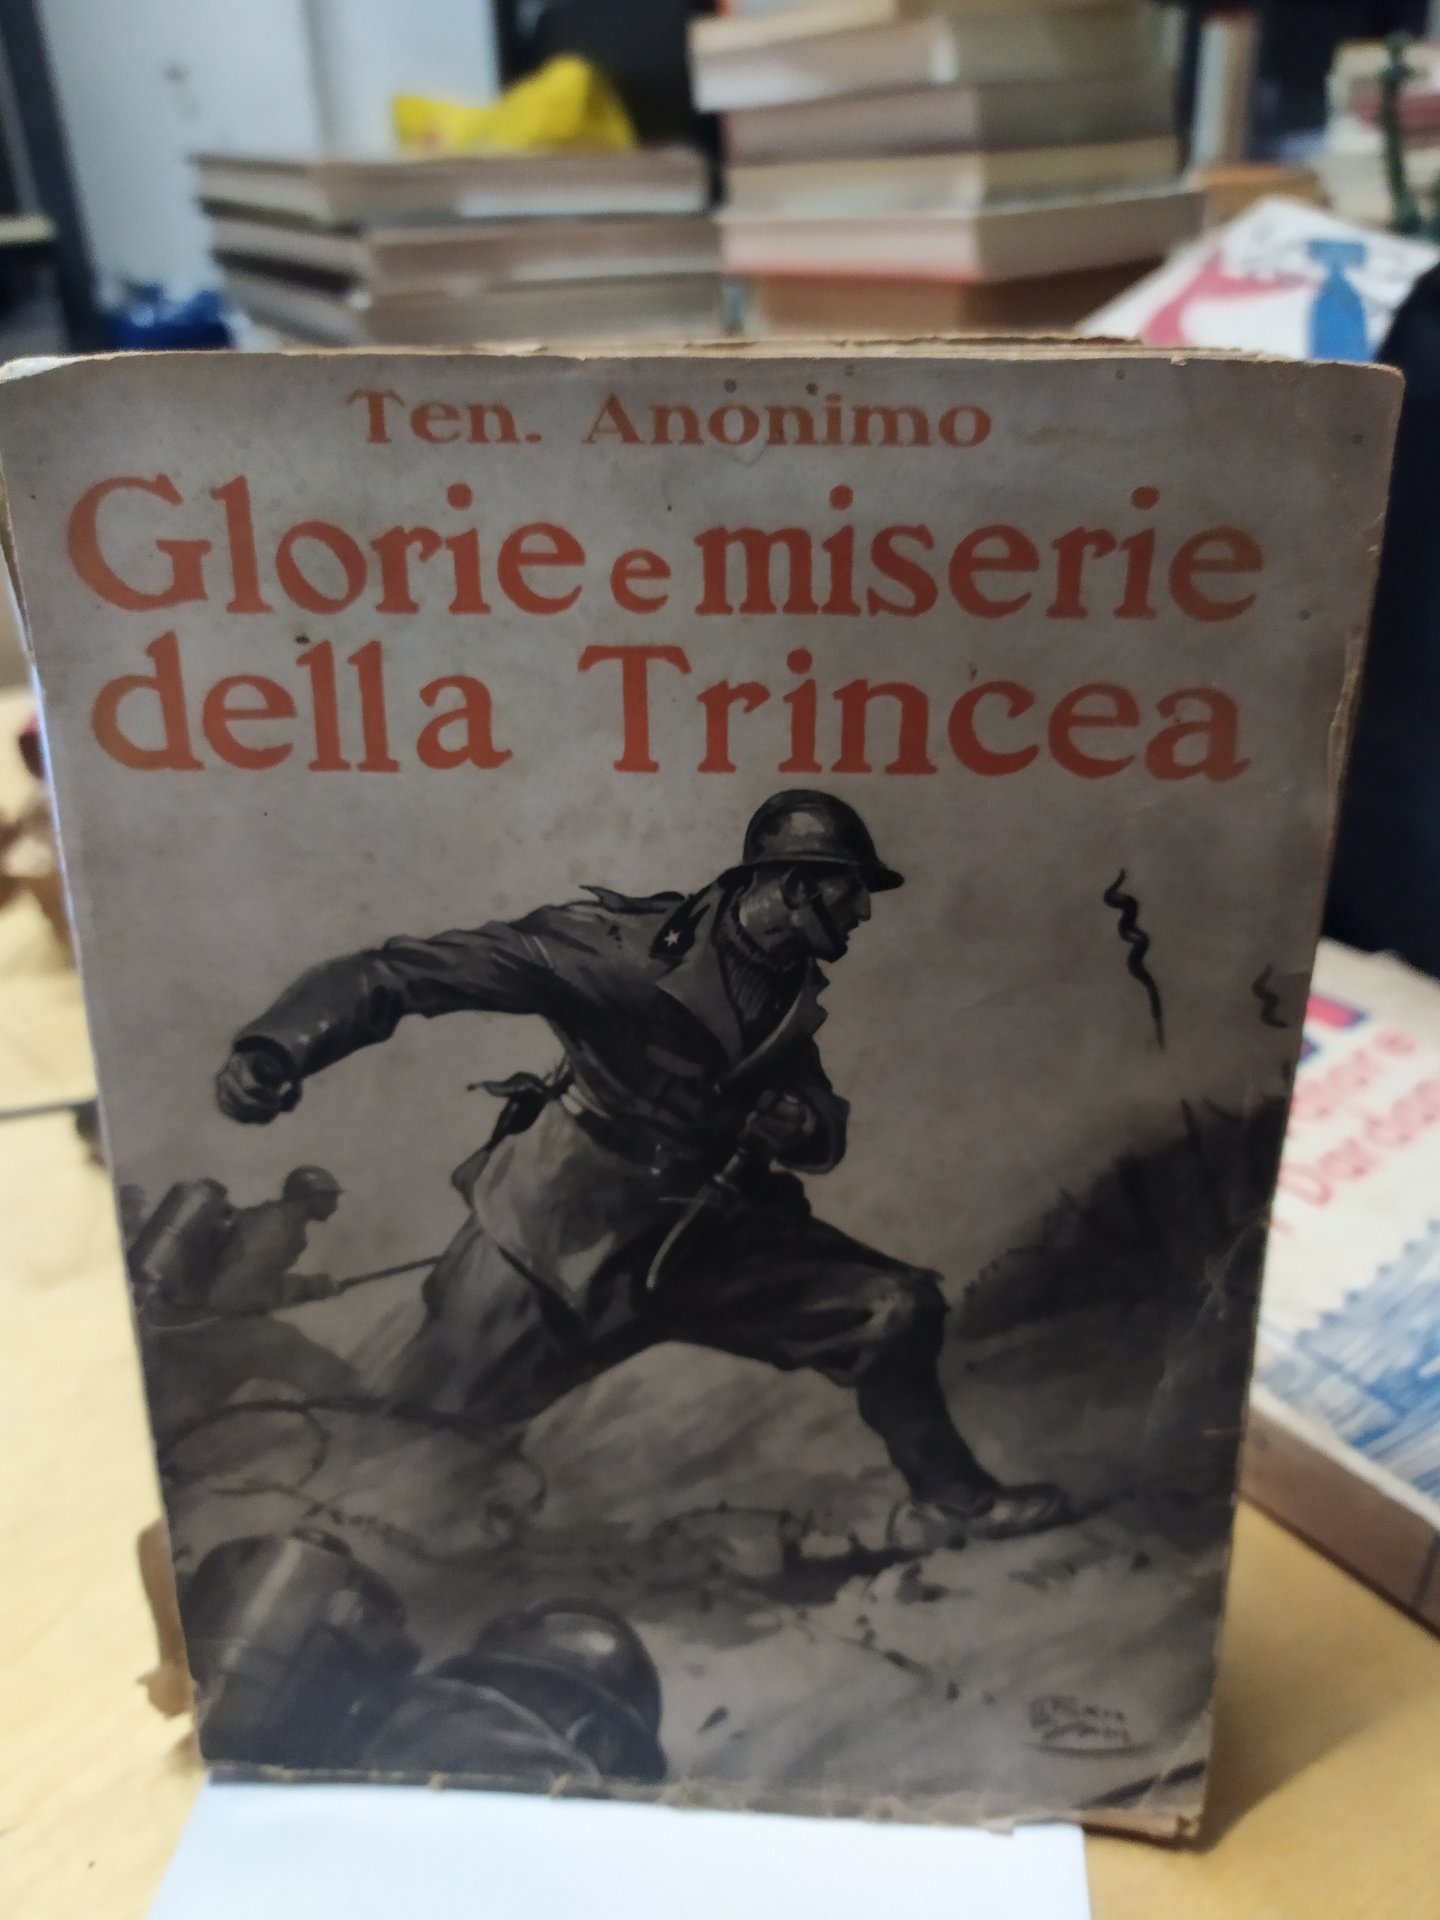 Ten. Anonimo
Glorie e miserie
della Trincea